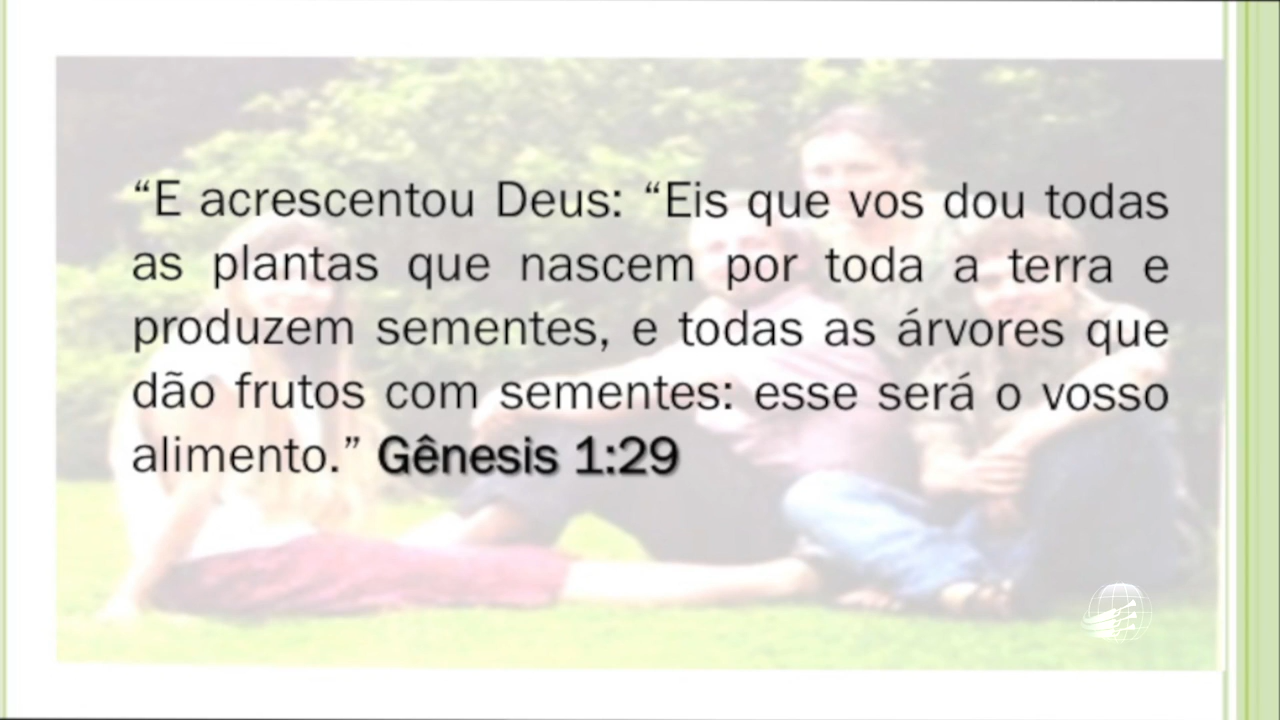 “E acrescentou Deus: “Eis que vos dou todas
as plantas que nascem por toda a terra e
produzem sementes, e todas as árvores que
dão frutos com sementes: esse será o vosso
alimento.” Gênesis 1:29